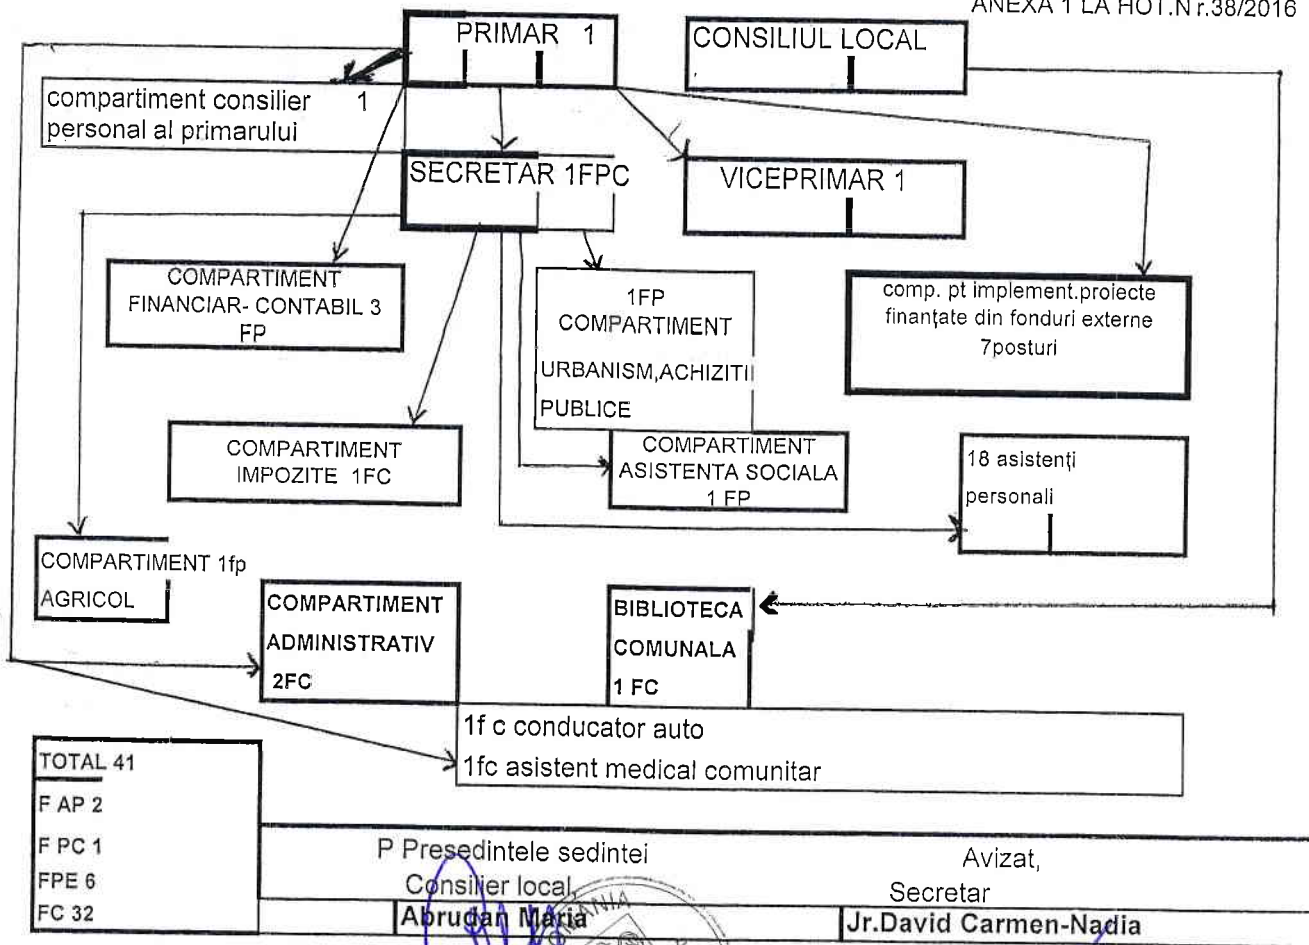 ANEXA 1 LA HOT.Nr.38/2016
PRIMAR 1
CONSILIUL LOCAL
compartiment consilier 1
personal al primarului
SECRETAR 1FPC
VICEPRIMAR 1
COMPARTIMENT
FINANCIAR- CONTABIL 3
FP
1FP
COMPARTIMENT
URBANISM,ACHIZITII
PUBLICE
comp. pt implement.proiecte
finanțate din fonduri externe
7posturi
COMPARTIMENT
IMPOZITE 1FC
COMPARTIMENT
ASISTENTA SOCIALA
1 FP
18 asistenți
personali
COMPARTIMENT 1fp
AGRICOL
COMPARTIMENT
ADMINISTRATIV
2FC
BIBLIOTECA
COMUNALA
1 FC
1f c conducator auto
1fc asistent medical comunitar
TOTAL 41
F AP 2
F PC 1
FPE 6
FC 32
P Presedintele sedintei
Consilier local,
Abrudan Maria
Avizat,
Secretar
Jr.David Carmen-Nadia